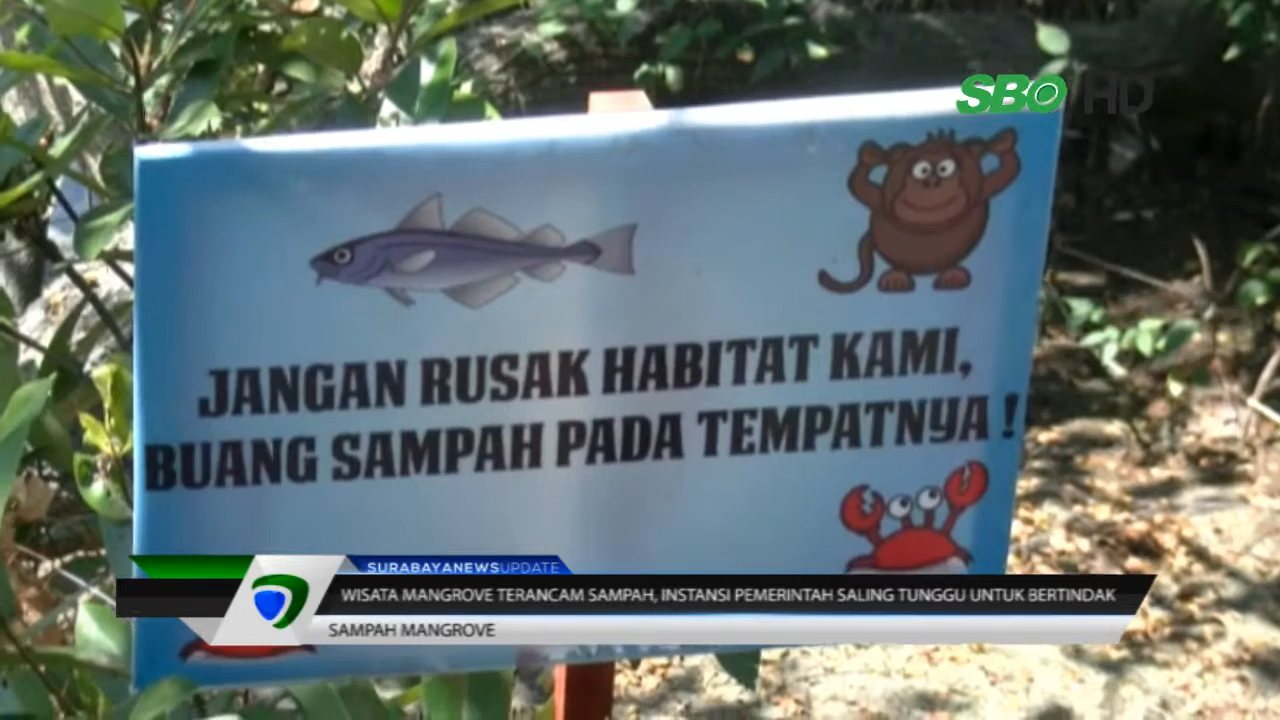 SBO HD
JANGAN RUSAK HABITAT KAMI,
BUANG SAMPAH PADA TEMPATNYA !
SURABAYANEWSUPDATE
WISATA MANGROVE TERANCAM SAMPAH, INSTANSI PEMERINTAH SALING TUNGGU UNTUK BERTINDAK
SAMPAH MANGROVE